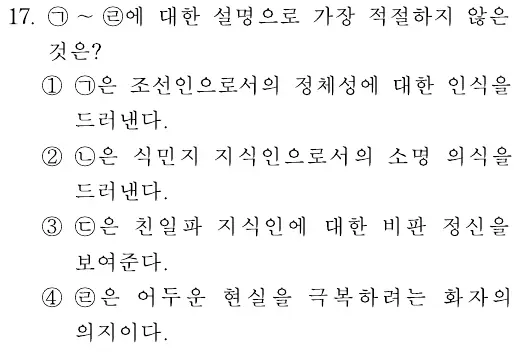 17. ㉠ ~ ㉣에 대한 설명으로 가장 적절하지 않은
것은?
① ㉠은 조선인으로서의 정체성에 대한 인식을
드러낸다.
② ㉡은 식민지 지식인으로서의 소명 의식을
드러낸다.
③ ㉢은 친일파 지식인에 대한 비판 정신을
보여준다.
④ ㉣은 어두운 현실을 극복하려는 화자의
의지이다.